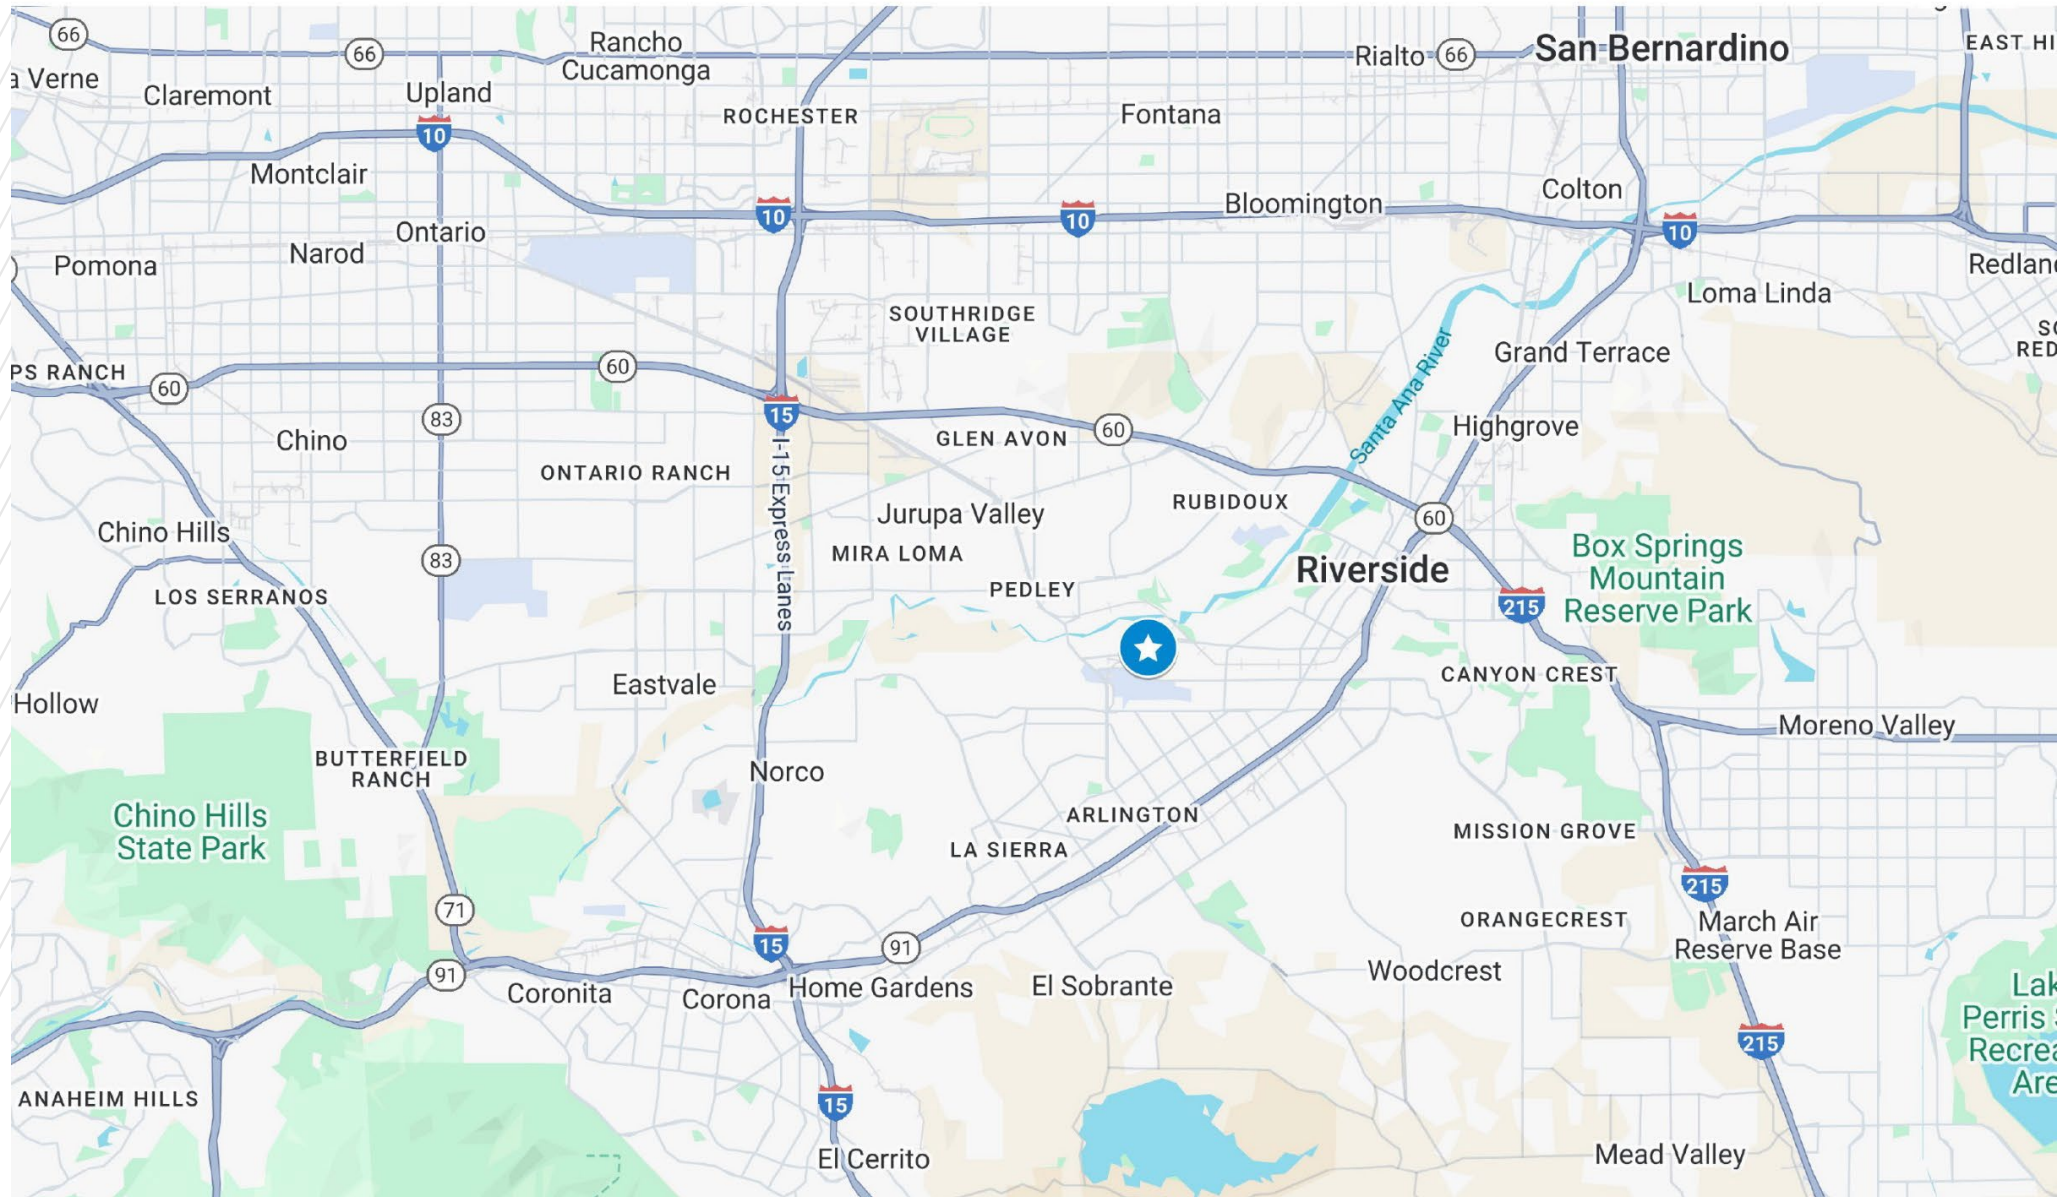 66
66
Rancho
Cucamonga
Rialto
66
San Bernardino
EAST HI
a Verne
Claremont
Upland
ROCHESTER
Fontana
10
Montclair
Colton
Bloomington
10
10
10
Ontario
Narod
Pomona
Redland
Loma Linda
SOUTHRIDGE
VILLAGE
Santa Ana River
Grand Terrace
SO
RED
PS RANCH
60
60
15
83
Chino
GLEN AVON
60
Highgrove
ONTARIO RANCH
I-15 Express Lanes
RUBIDOUX
Jurupa Valley
60
Chino Hills
MIRA LOMA
Box Springs
Mountain
Reserve Park
83
Riverside
PEDLEY
LOS SERRANOS
215
CANYON CREST
Eastvale
Hollow
Moreno Valley
BUTTERFIELD
RANCH
Norco
Chino Hills
State Park
ARLINGTON
MISSION GROVE
LA SIERRA
215
71
ORANGECREST
March Air
Reserve Base
15
91
91
Woodcrest
Coronita
Corona
Home Gardens
El Sobrante
Lak
Perris S
Recrea
Are
215
ANAHEIM HILLS
15
El Cerrito
Mead Valley